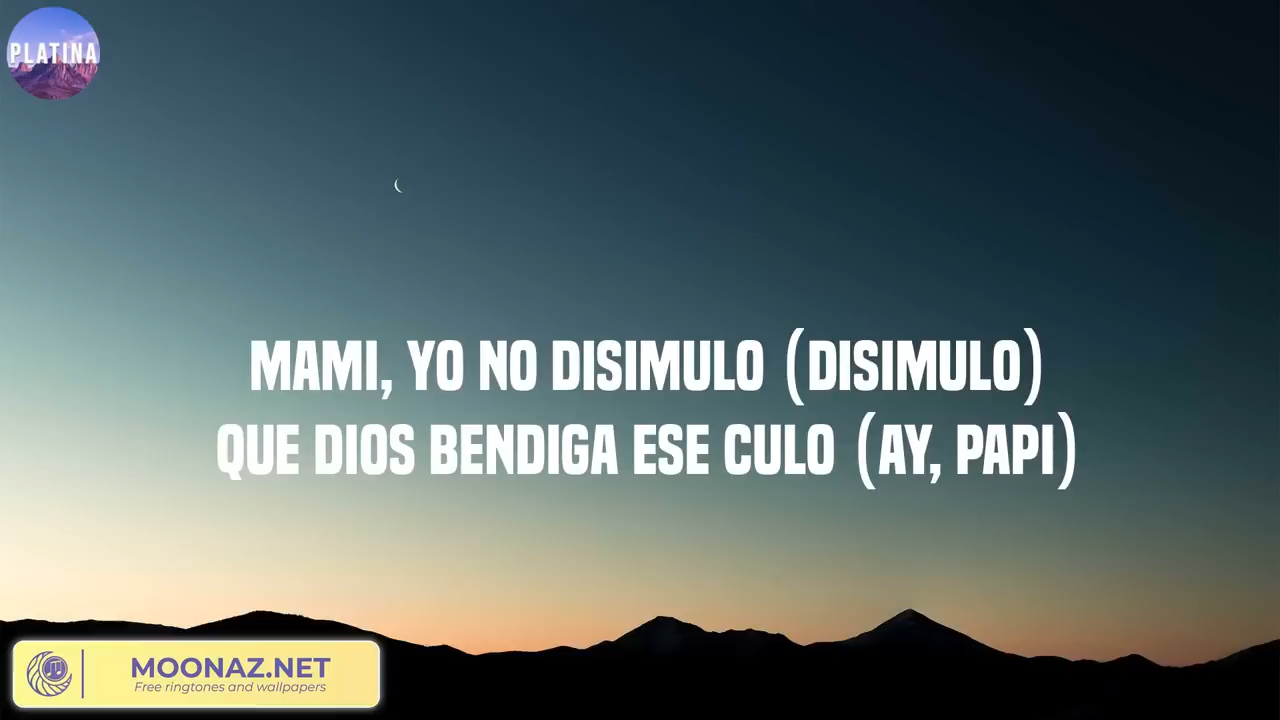 PLATINA
MAMI, YO NO DISIMULO (DISIMULO)
QUE DIOS BENDIGA ESE CULO (AY, PAPI)
MOONAZ.NET
Free ringtones and wallpapers